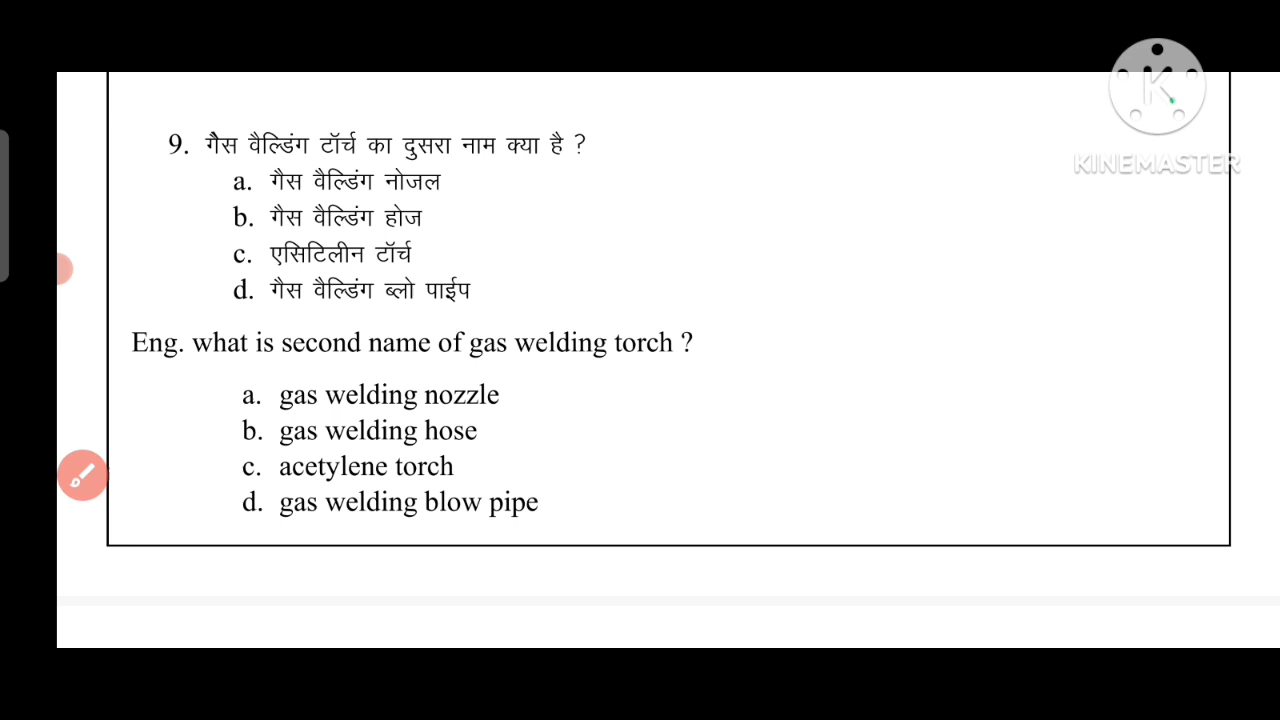 KINEMASTER
9. गैस वैल्डिंग टॉर्च का दुसरा नाम क्या है ?
a. गैस वैल्डिंग नोजल
b. गैस वैल्डिंग होज
c. एसिटिलीन टॉर्च
d. गैस वैल्डिंग ब्लो पाईप
Eng. what is second name of gas welding torch ?
a. gas welding nozzle
b. gas welding hose
c. acetylene torch
d. gas welding blow pipe